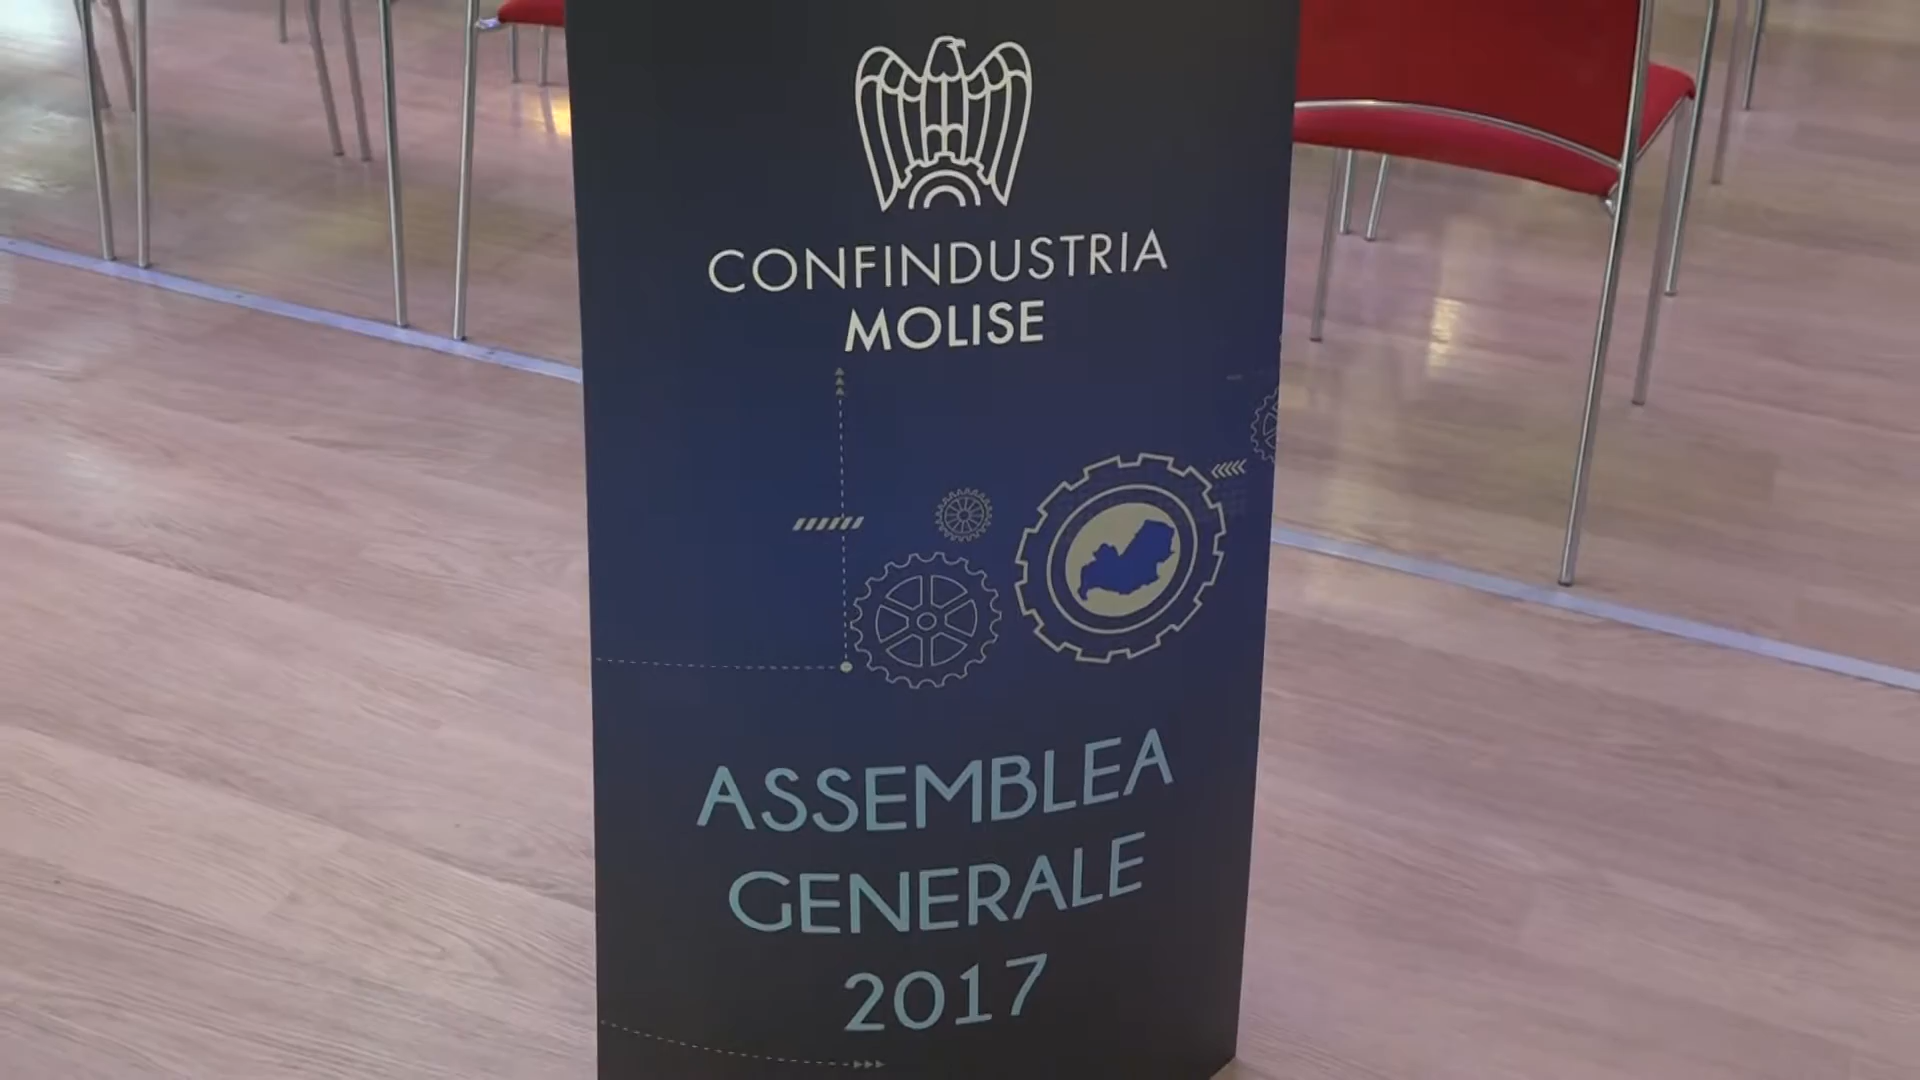 CONFINDUSTRIA
MOLISE
ASSEMBLEA
GENERALE
2017